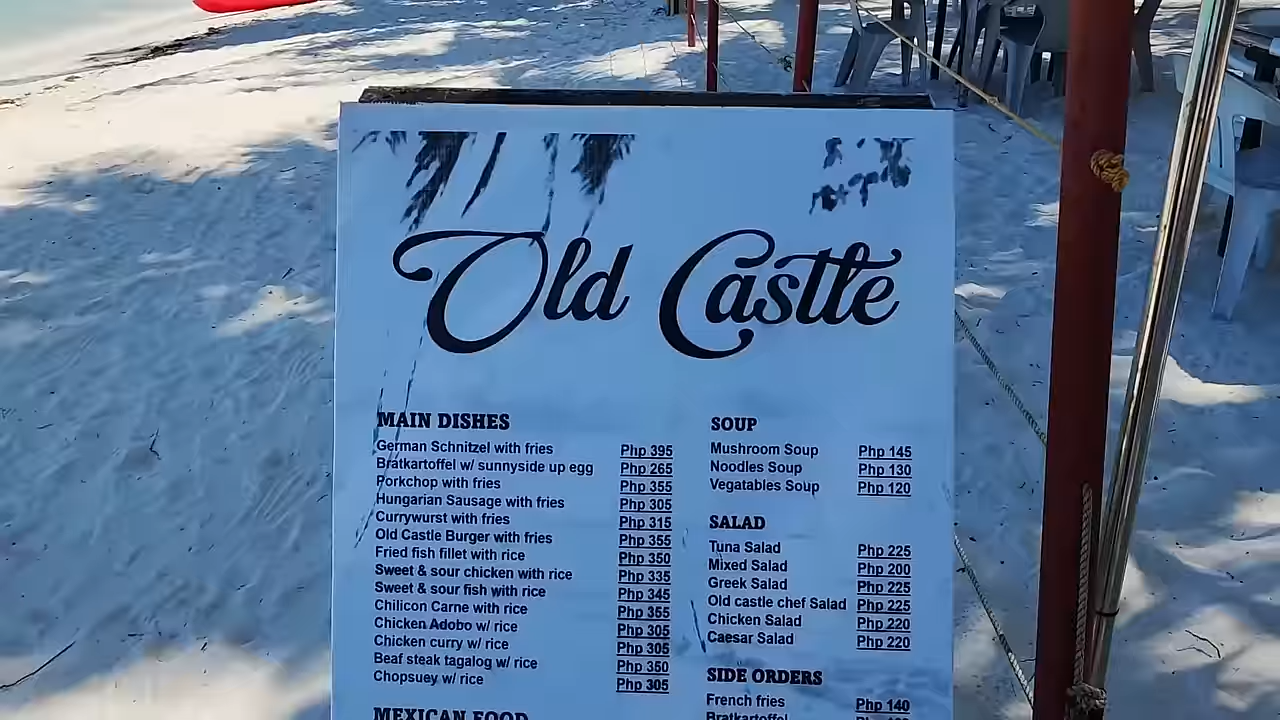 Old Castle
MAIN DISHES
German Schnitzel with fries Php 395
Bratkartoffel w/ sunnyside up egg Php 265
Porkchop with fries Php 355
Hungarian Sausage with fries Php 305
Currywurst with fries Php 315
Old Castle Burger with fries Php 355
Fried fish fillet with rice Php 350
Sweet & sour chicken with rice Php 335
Sweet & sour fish with rice Php 345
Chilicon Carne with rice Php 355
Chicken Adobo w/ rice Php 305
Chicken curry w/ rice Php 305
Beaf steak tagalog w/ rice Php 350
Chopsuey w/ rice Php 305
MEXICAN FOOD
SOUP
Mushroom Soup Php 145
Noodles Soup Php 130
Vegatables Soup Php 120
SALAD
Tuna Salad Php 225
Mixed Salad Php 200
Greek Salad Php 225
Old castle chef Salad Php 225
Chicken Salad Php 220
Caesar Salad Php 220
SIDE ORDERS
French fries Php 140
Bratkartoffel Php